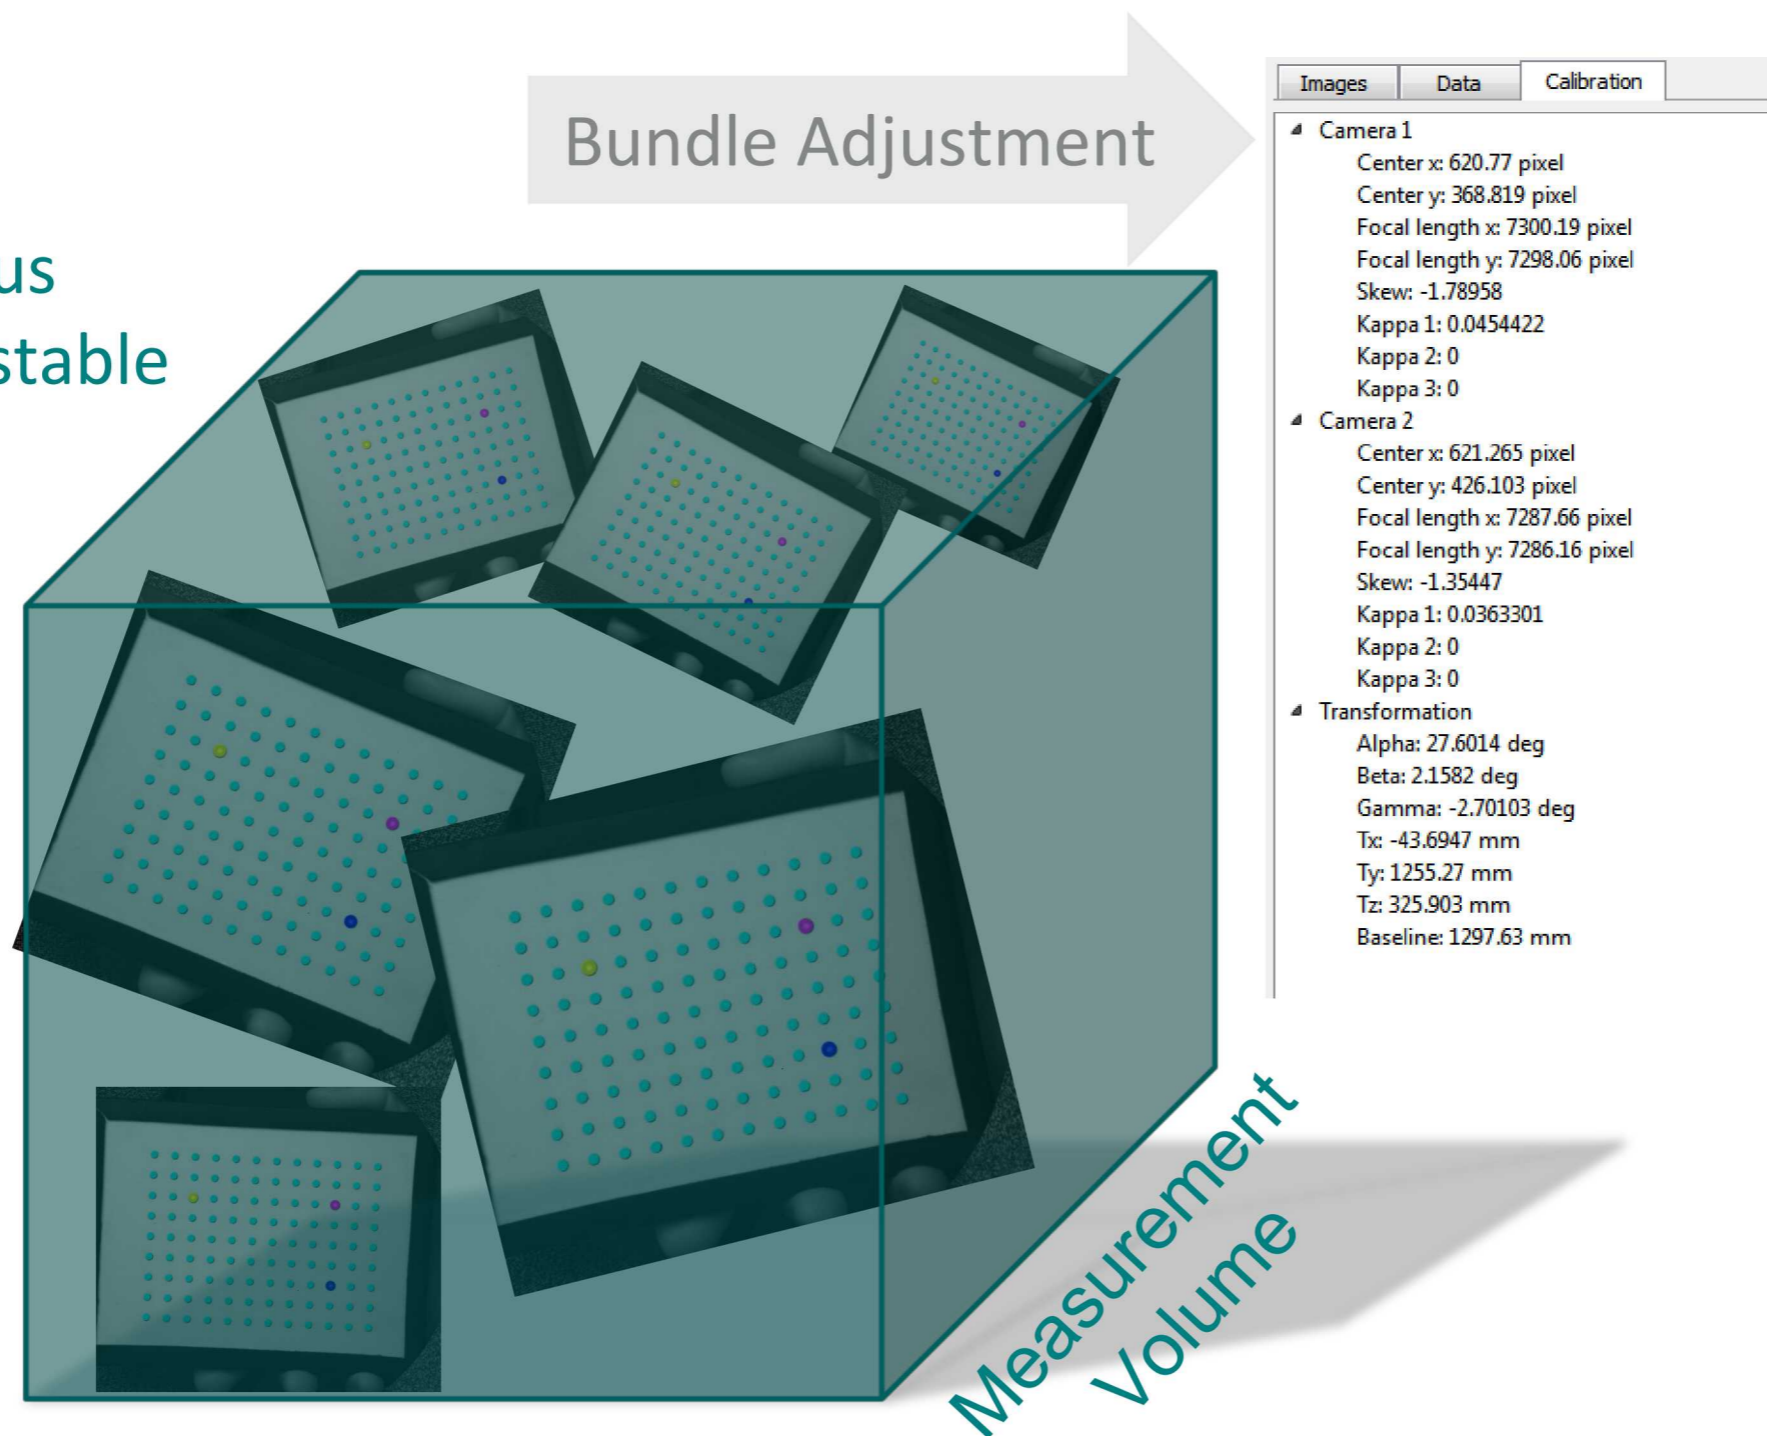 Bundle Adjustment
us
stable
Images Data Calibration
Camera 1
Center x: 620.77 pixel
Center y: 368.819 pixel
Focal length x: 7300.19 pixel
Focal length y: 7298.06 pixel
Skew: -1.78958
Kappa 1: 0.0454422
Kappa 2: 0
Kappa 3: 0
Camera 2
Center x: 621.265 pixel
Center y: 426.103 pixel
Focal length x: 7287.66 pixel
Focal length y: 7286.16 pixel
Skew: -1.35447
Kappa 1: 0.0363301
Kappa 2: 0
Kappa 3: 0
Transformation
Alpha: 27.6014 deg
Beta: 2.1582 deg
Gamma: -2.70103 deg
Tx: -43.6947 mm
Ty: 1255.27 mm
Tz: 325.903 mm
Baseline: 1297.63 mm
Measurement
Volume